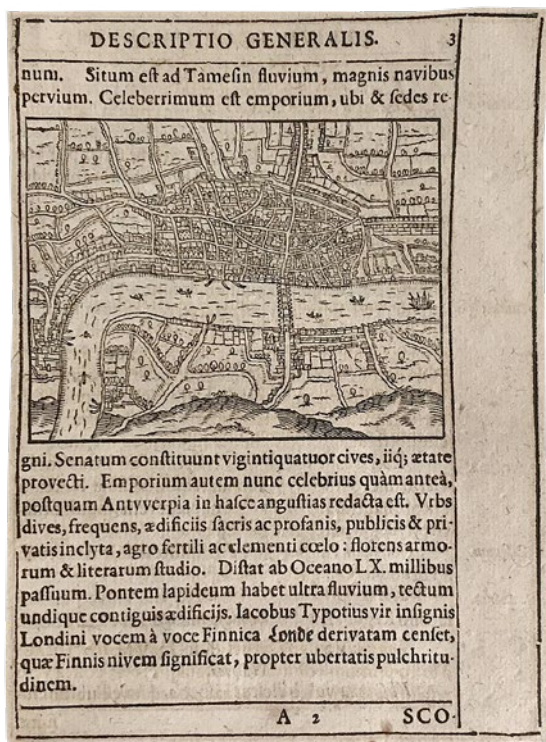 DESCRIPTIO GENERALIS. 3
num. Situm eſt ad Tameſin fluvium, magnis navibus
pervium. Celeberrimum eſt emporium, ubi & ſedes re-
gni. Senatum conſtituunt vigintiquatuor cives, iiq; ætate
provecti. Emporium autem nunc celebrius quàm anteà,
poſtquam Antvverpia in haſce anguſtias redacta eſt. Vrbs
dives, frequens, ædificiis ſacris ac profanis, publicis & pri-
vatis inclyta, agro fertili ac clementi cœlo: florens armo-
rum & literarum ſtudio. Diſtat ab Oceano LX. millibus
paſſuum. Pontem lapideum habet ultra fluvium, tectum
undique contiguis ædificijs. Iacobus Typotius vir inſignis
Londini vocem à voce Finnica Londe derivatam cenſet,
quæ Finnis nivem ſignificat, propter ubertatis pulchritu-
dinem.
A 2 SCO-